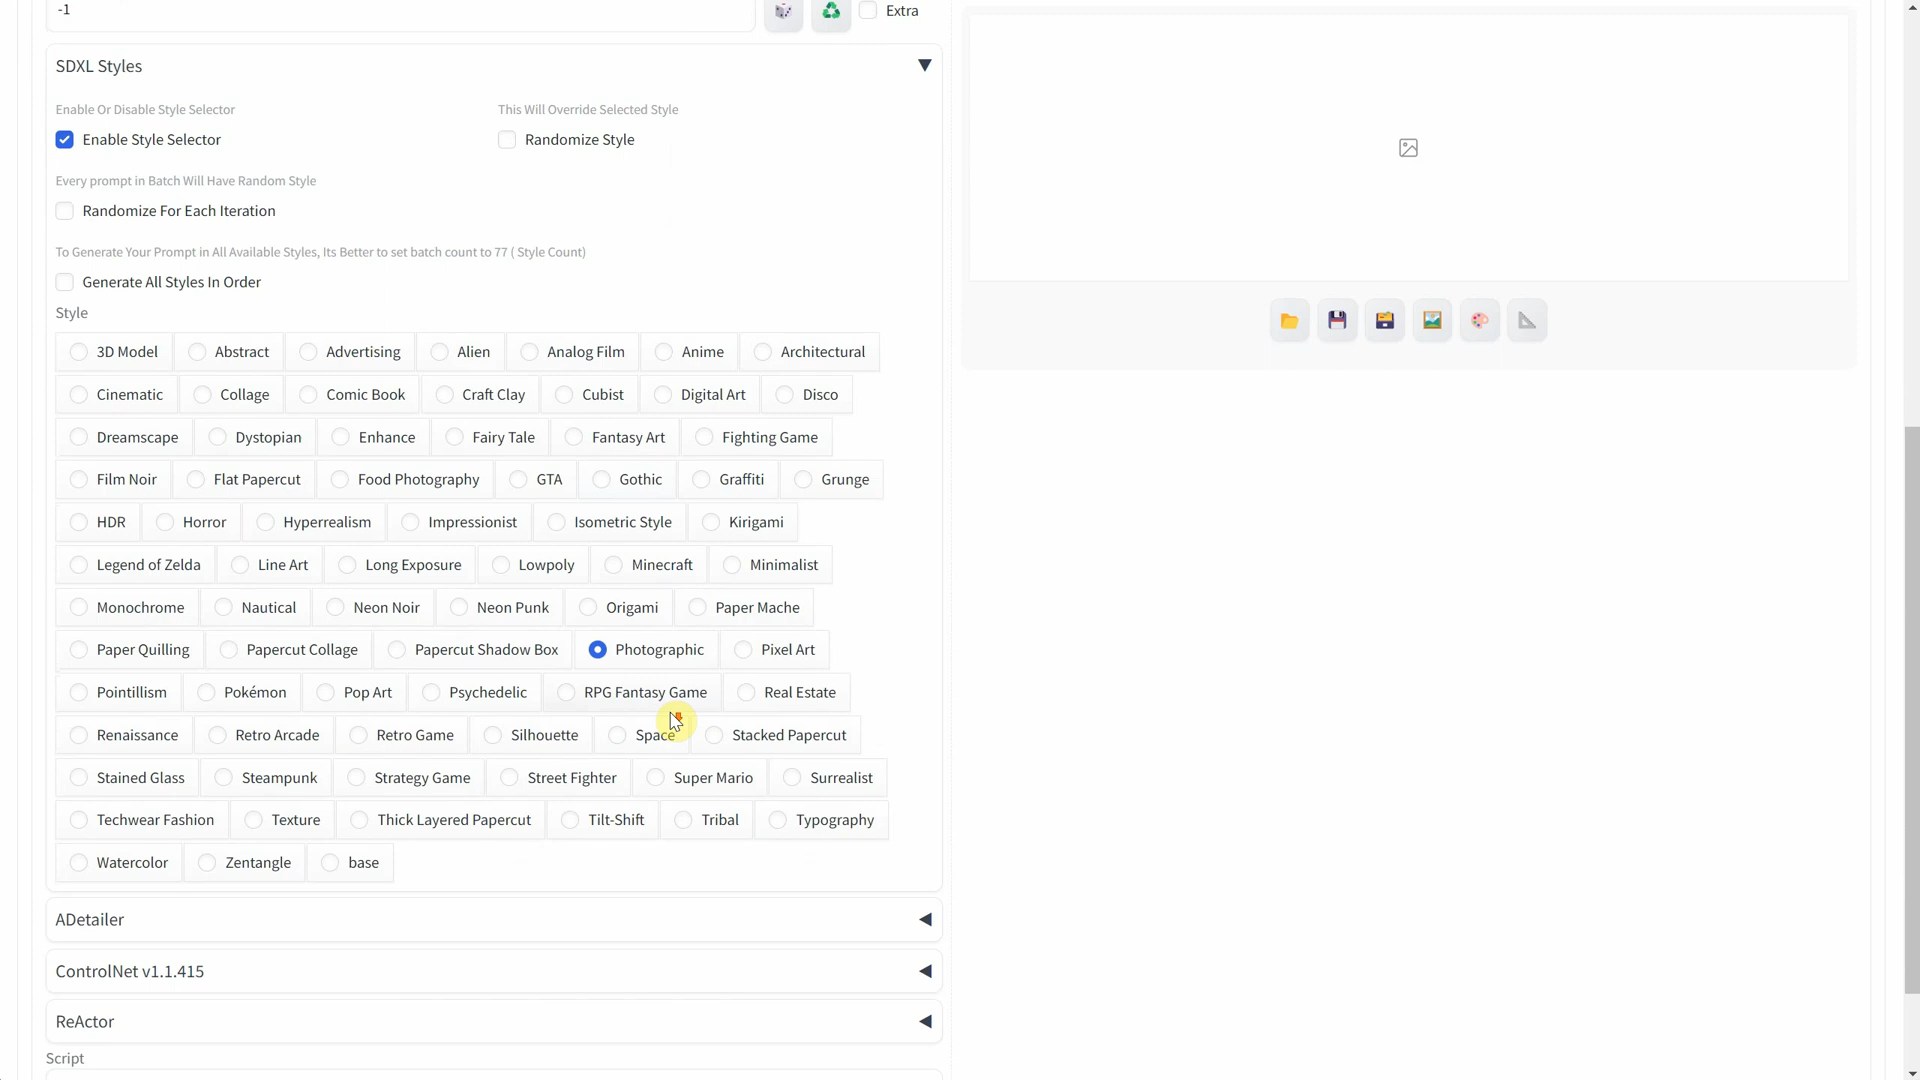 -1
Extra
SDXL Styles
Enable Or Disable Style Selector
This Will Override Selected Style
Enable Style Selector
Randomize Style
Every prompt in Batch Will Have Random Style
Randomize For Each Iteration
To Generate Your Prompt in All Available Styles, Its Better to set batch count to 77 ( Style Count)
Generate All Styles In Order
Style
3D Model Abstract Advertising Alien Analog Film Anime Architectural
Cinematic Collage Comic Book Craft Clay Cubist Digital Art Disco
Dreamscape Dystopian Enhance Fairy Tale Fantasy Art Fighting Game
Film Noir Flat Papercut Food Photography GTA Gothic Graffiti Grunge
HDR Horror Hyperrealism Impressionist Isometric Style Kirigami
Legend of Zelda Line Art Long Exposure Lowpoly Minecraft Minimalist
Monochrome Nautical Neon Noir Neon Punk Origami Paper Mache
Paper Quilling Papercut Collage Papercut Shadow Box Photographic Pixel Art
Pointillism Pokémon Pop Art Psychedelic RPG Fantasy Game Real Estate
Renaissance Retro Arcade Retro Game Silhouette Space Stacked Papercut
Stained Glass Steampunk Strategy Game Street Fighter Super Mario Surrealist
Techwear Fashion Texture Thick Layered Papercut Tilt-Shift Tribal Typography
Watercolor Zentangle base
ADetailer
ControlNet v1.1.415
ReActor
Script